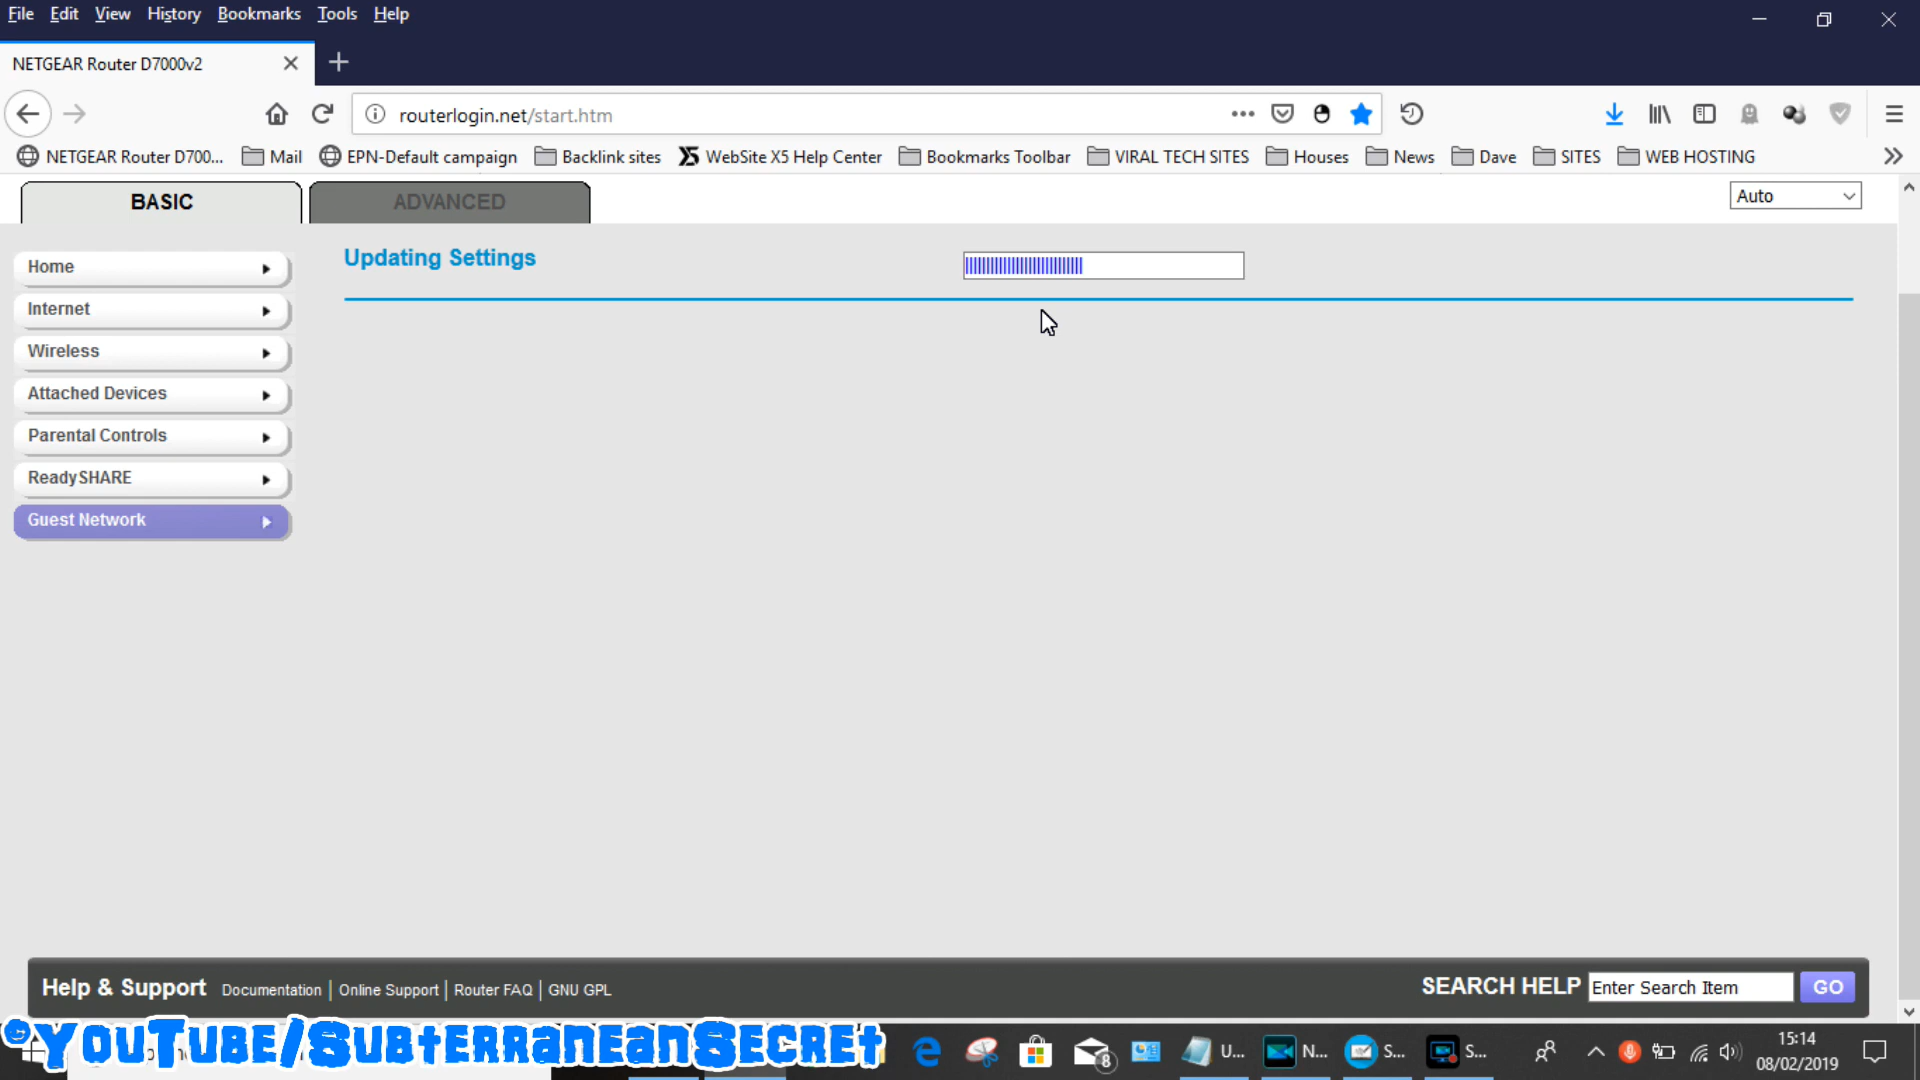 File Edit View History Bookmarks Tools Help
NETGEAR Router D7000v2
routerlogin.net/start.htm
NETGEAR Router D700... Mail EPN-Default campaign Backlink sites WebSite X5 Help Center Bookmarks Toolbar VIRAL TECH SITES Houses News Dave SITES WEB HOSTING
BASIC ADVANCED Auto
Updating Settings
Home
Internet
Wireless
Attached Devices
Parental Controls
ReadySHARE
Guest Network
Help & Support Documentation | Online Support | Router FAQ | GNU GPL SEARCH HELP Enter Search Item GO
©YouTube/SubterraneanSecret
8 U... N... S... S...
15:14
08/02/2019